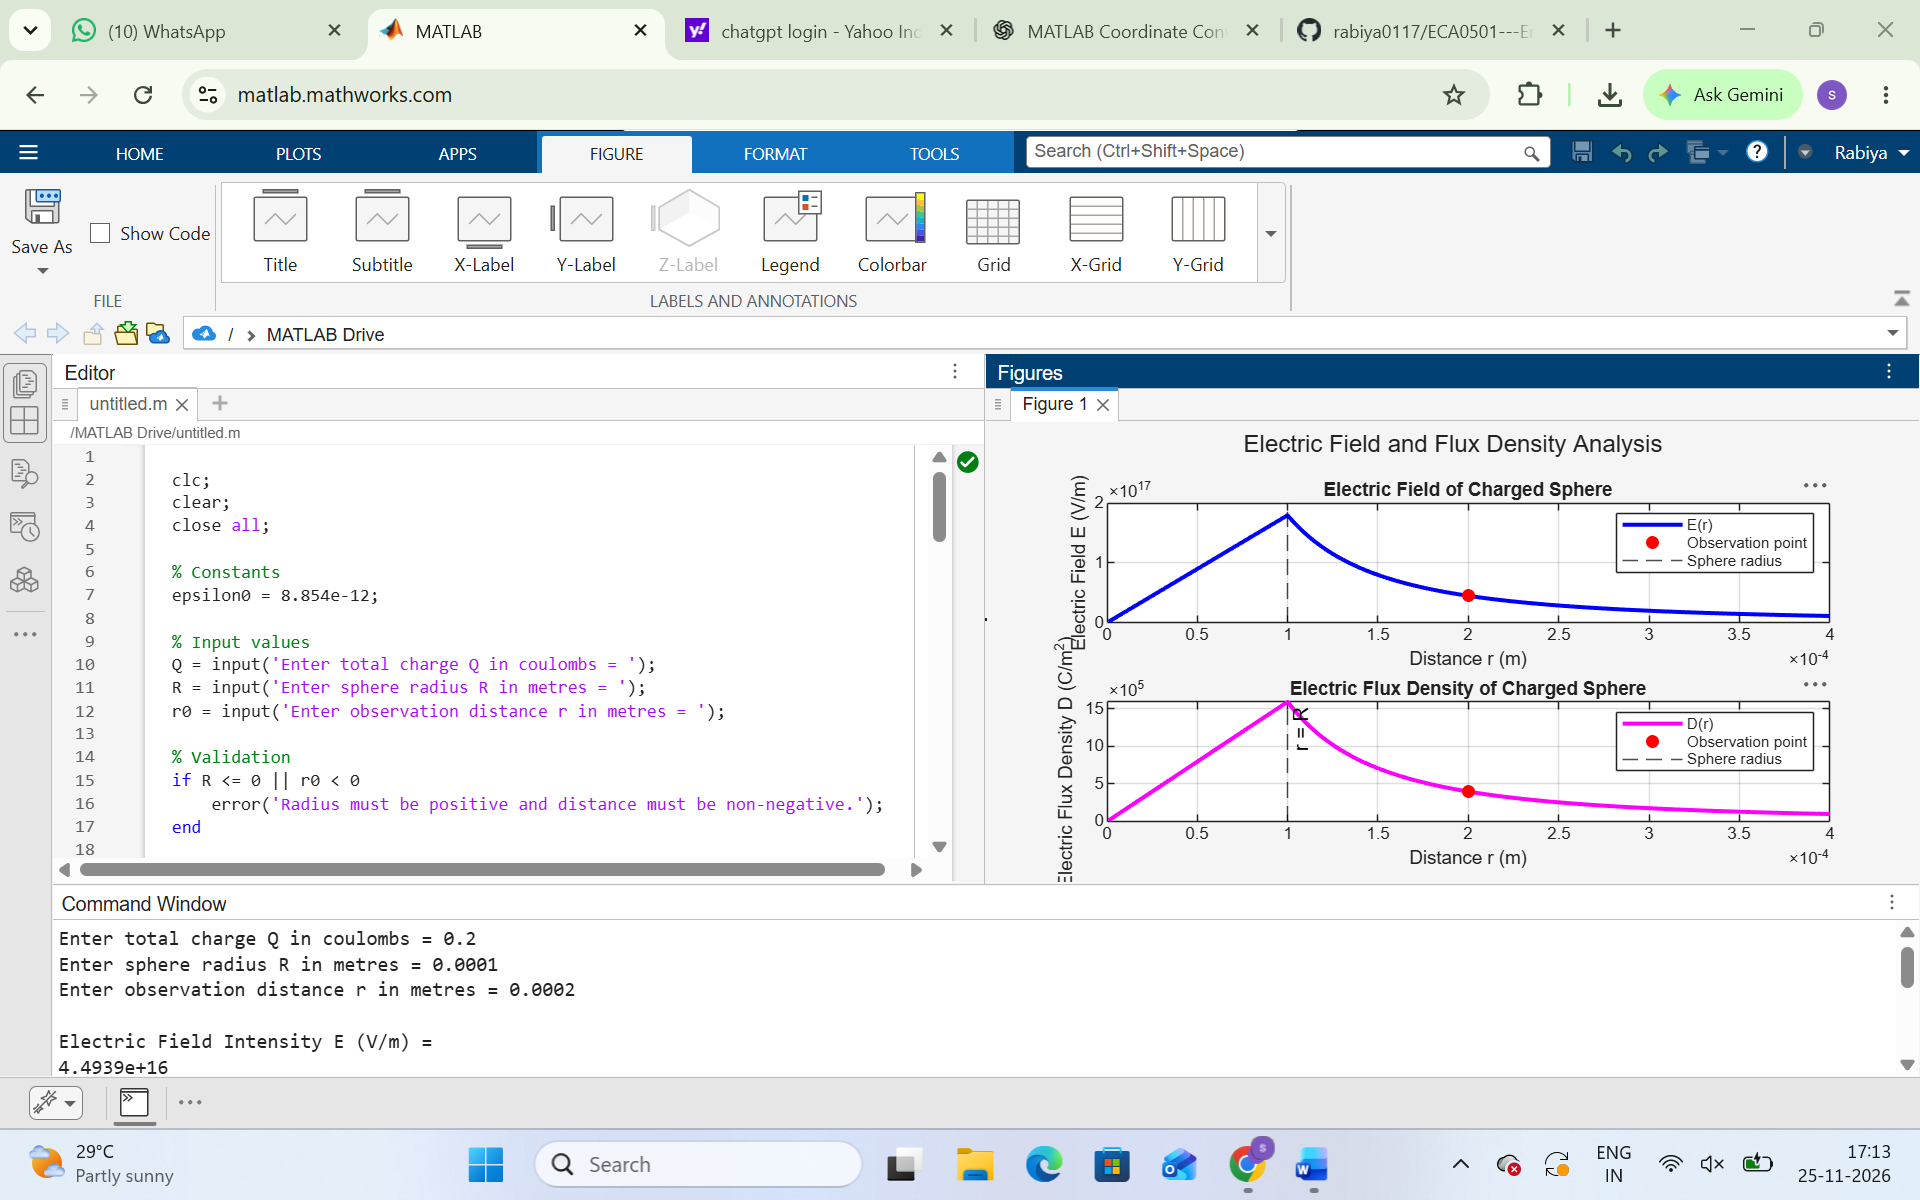 (10) WhatsApp
MATLAB
chatgpt login - Yahoo Inc
MATLAB Coordinate Con
rabiya0117/ECA0501---E
matlab.mathworks.com
Ask Gemini
s
HOME
PLOTS
APPS
FIGURE
FORMAT
TOOLS
Search (Ctrl+Shift+Space)
Rabiya
Save As
Show Code
Title
Subtitle
X-Label
Y-Label
Z-Label
Legend
Colorbar
Grid
X-Grid
Y-Grid
FILE
LABELS AND ANNOTATIONS
/ > MATLAB Drive
Editor
untitled.m
/MATLAB Drive/untitled.m
1
2 clc;
3 clear;
4 close all;
5
6 % Constants
7 epsilon0 = 8.854e-12;
8
9 % Input values
10 Q = input('Enter total charge Q in coulombs = ');
11 R = input('Enter sphere radius R in metres = ');
12 r0 = input('Enter observation distance r in metres = ');
13
14 % Validation
15 if R <= 0 || r0 < 0
16 error('Radius must be positive and distance must be non-negative.');
17 end
18
Figures
Figure 1
Electric Field and Flux Density Analysis
Electric Field of Charged Sphere
×10^17
Electric Field E (V/m)
2
1
0
0 0.5 1 1.5 2 2.5 3 3.5 4
Distance r (m)
×10^-4
E(r)
Observation point
Sphere radius
Electric Flux Density of Charged Sphere
×10^5
Electric Flux Density D (C/m^2)
15
10
5
0
r = R
0 0.5 1 1.5 2 2.5 3 3.5 4
Distance r (m)
×10^-4
D(r)
Observation point
Sphere radius
Command Window
Enter total charge Q in coulombs = 0.2
Enter sphere radius R in metres = 0.0001
Enter observation distance r in metres = 0.0002
Electric Field Intensity E (V/m) =
4.4939e+16
29°C
Partly sunny
Search
ENG
IN
17:13
25-11-2026